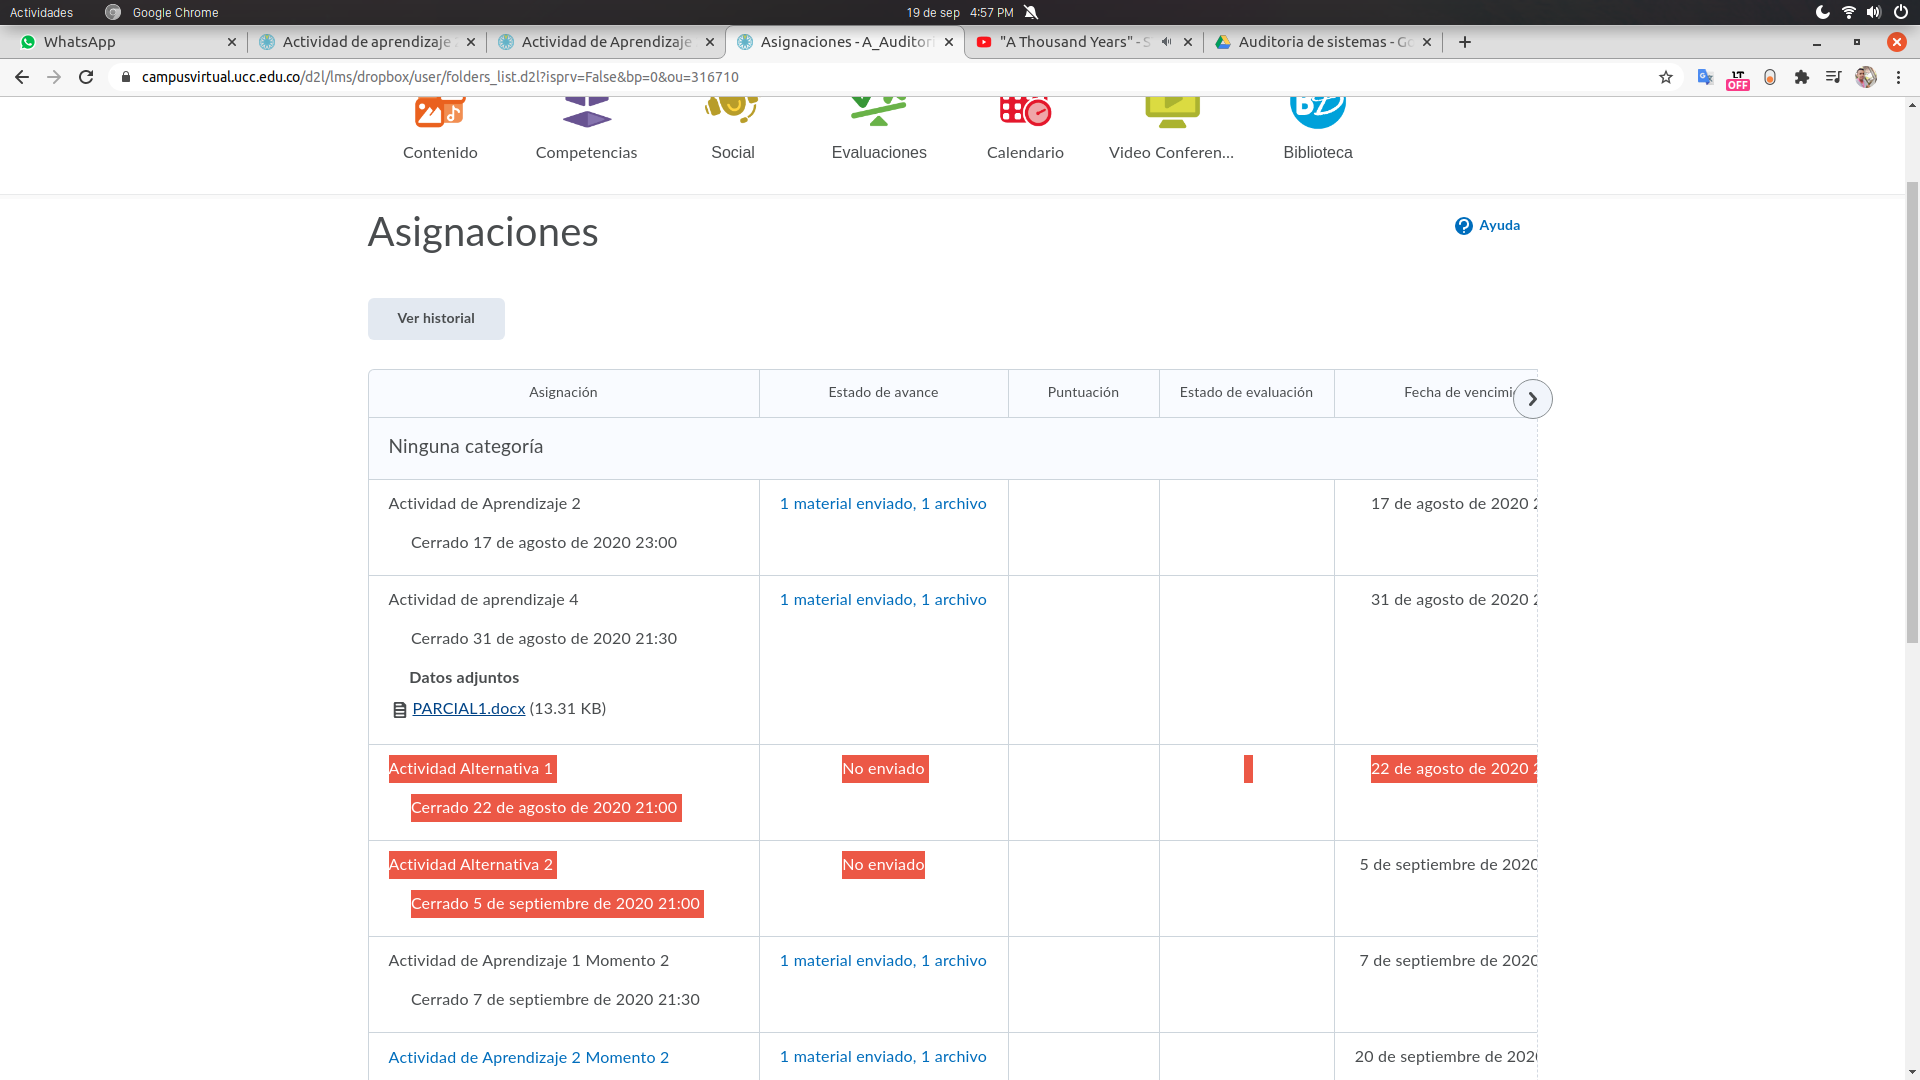 Actividades Google Chrome 19 de sep 4:57 PM
WhatsApp Actividad de aprendizaje Actividad de Aprendizaje Asignaciones - A_Auditori "A Thousand Years" - S Auditoria de sistemas - Go
campusvirtual.ucc.edu.co/d2l/lms/dropbox/user/folders_list.d2l?isprv=False&bp=0&ou=316710 LT OFF
Contenido Competencias Social Evaluaciones Calendario Video Conferen... Biblioteca
Asignaciones Ayuda
Ver historial
Asignación Estado de avance Puntuación Estado de evaluación Fecha de vencimi
Ninguna categoría
Actividad de Aprendizaje 2 1 material enviado, 1 archivo 17 de agosto de 2020 2
Cerrado 17 de agosto de 2020 23:00
Actividad de aprendizaje 4 1 material enviado, 1 archivo 31 de agosto de 2020 2
Cerrado 31 de agosto de 2020 21:30
Datos adjuntos
PARCIAL1.docx (13.31 KB)
Actividad Alternativa 1 No enviado 22 de agosto de 2020 2
Cerrado 22 de agosto de 2020 21:00
Actividad Alternativa 2 No enviado 5 de septiembre de 2020
Cerrado 5 de septiembre de 2020 21:00
Actividad de Aprendizaje 1 Momento 2 1 material enviado, 1 archivo 7 de septiembre de 2020
Cerrado 7 de septiembre de 2020 21:30
Actividad de Aprendizaje 2 Momento 2 1 material enviado, 1 archivo 20 de septiembre de 2020